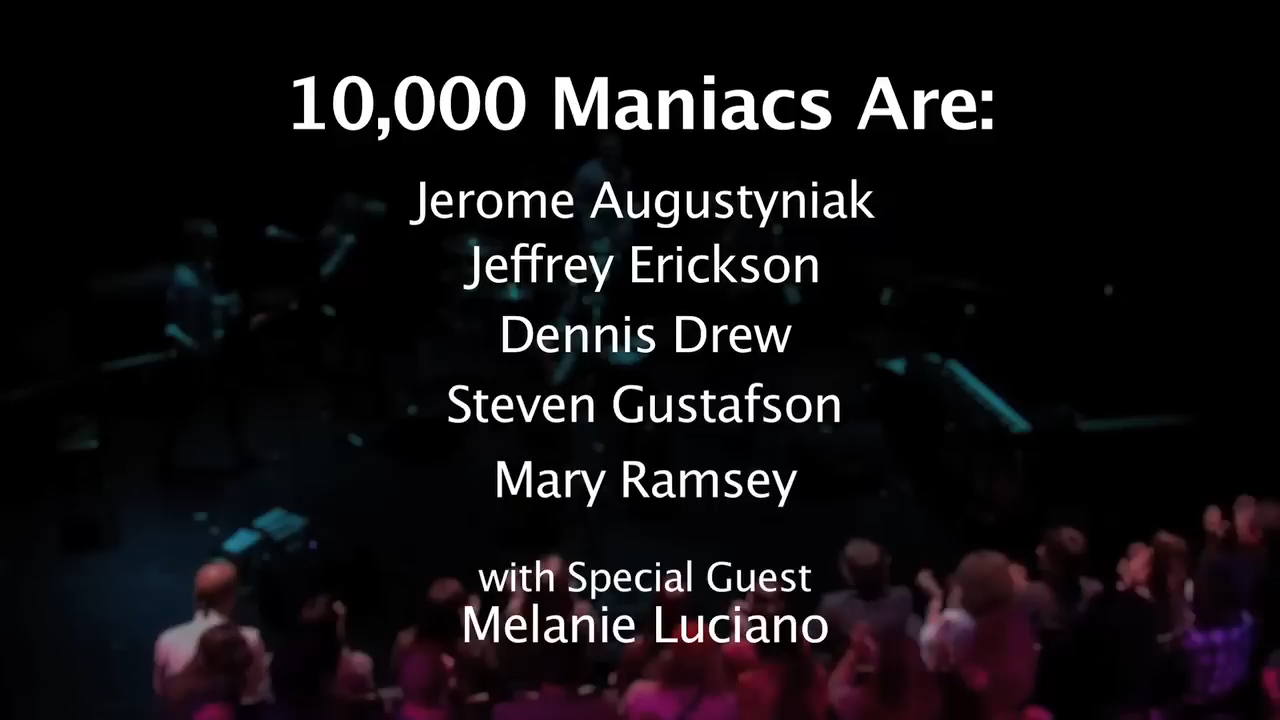 10,000 Maniacs Are:
Jerome Augustyniak
Jeffrey Erickson
Dennis Drew
Steven Gustafson
Mary Ramsey
with Special Guest
Melanie Luciano